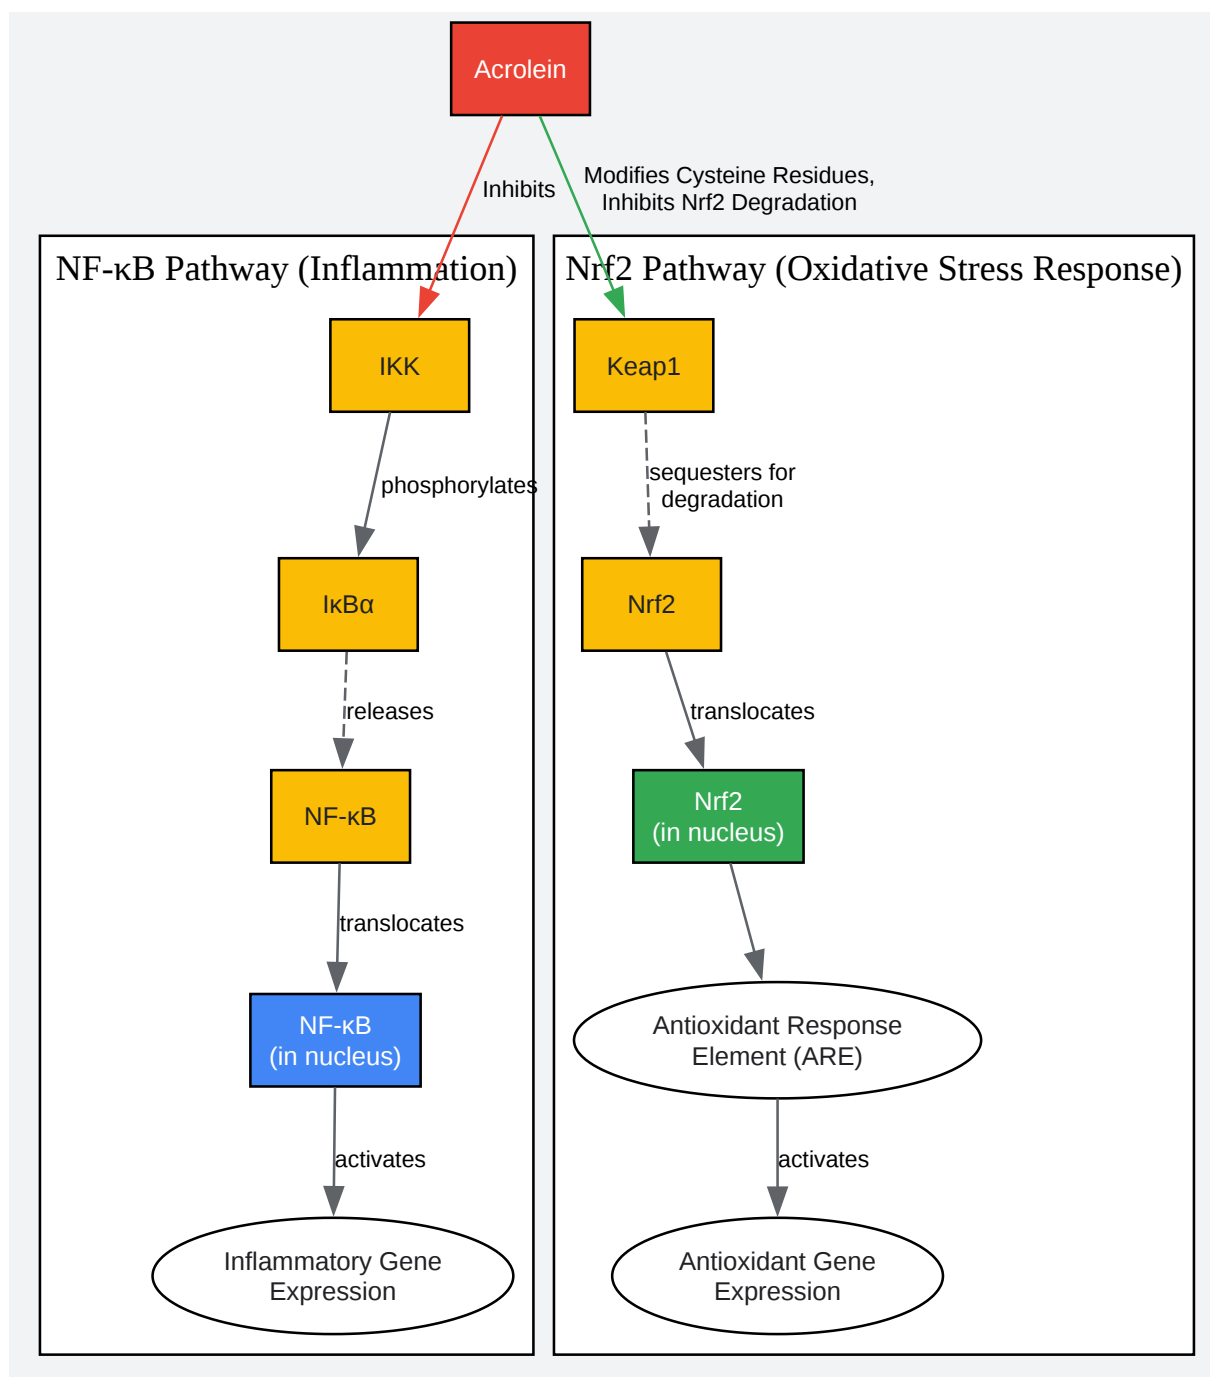 Acrolein
Inhibits
Modifies Cysteine Residues,
Inhibits Nrf2 Degradation
NF-κB Pathway (Inflammation)
IKK
phosphorylates
IκBα
releases
NF-κB
translocates
NF-κB
(in nucleus)
activates
Inflammatory Gene
Expression
Nrf2 Pathway (Oxidative Stress Response)
Keap1
sequesters for
degradation
Nrf2
translocates
Nrf2
(in nucleus)
Antioxidant Response
Element (ARE)
activates
Antioxidant Gene
Expression